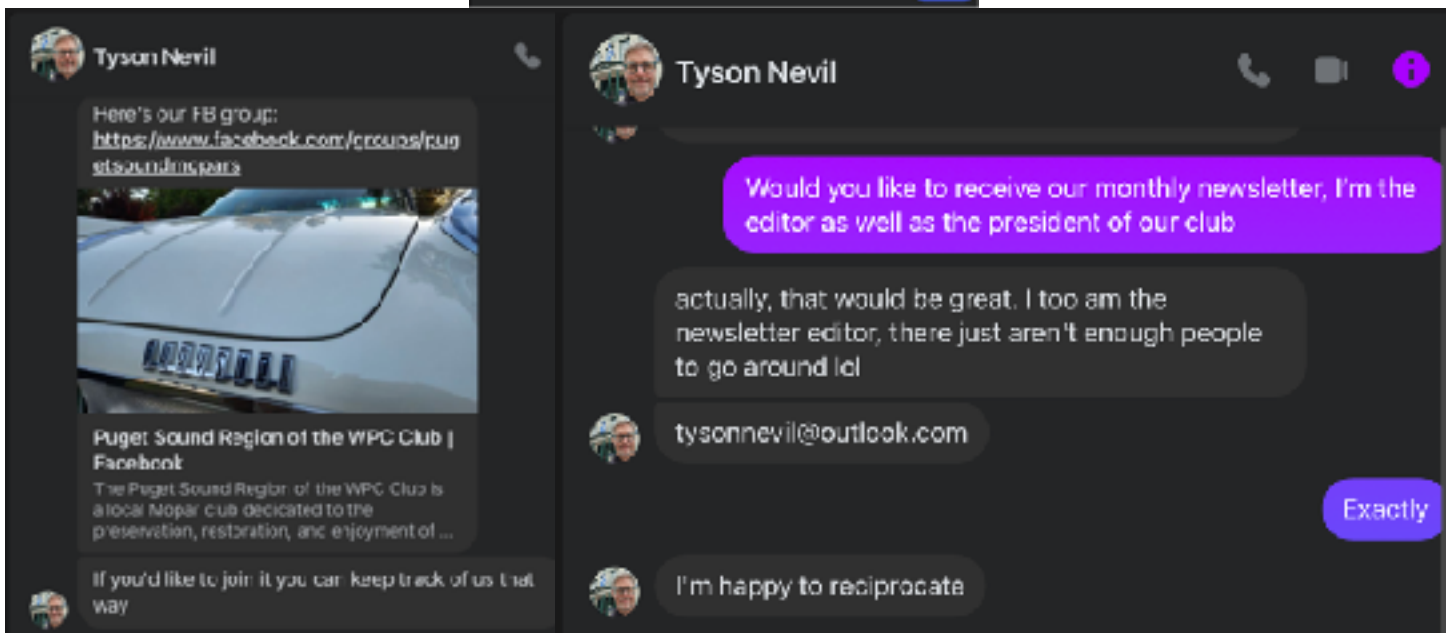 Tyson Nevil
Here's our FB group:
https://www.facebook.com/groups/pug
etsoundmopars
Puget Sound Region of the WPC Club |
Facebook
The Puget Sound Region of the WPC Club is
a local Mopar club dedicated to the
preservation, restoration, and enjoyment of ...
If you'd like to join it you can keep track of us that
way
Tyson Nevil
Would you like to receive our monthly newsletter, I'm the
editor as well as the president of our club
actually, that would be great. I too am the
newsletter editor, there just aren't enough people
to go around lol
tysonnevil@outlook.com
Exactly
I'm happy to reciprocate